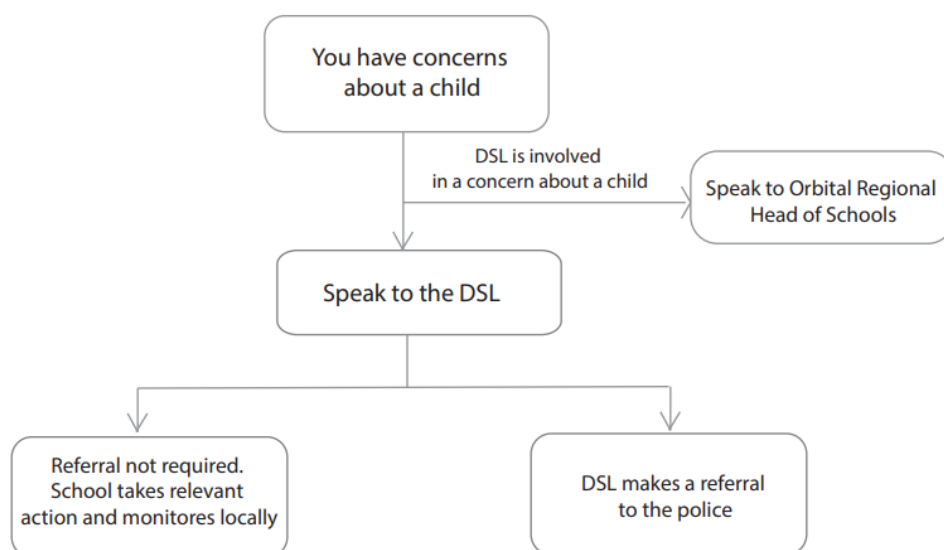 You have concerns
about a child
DSL is involved
in a concern about a child
Speak to Orbital Regional
Head of Schools
Speak to the DSL
Referral not required.
School takes relevant
action and monitores locally
DSL makes a referral
to the police